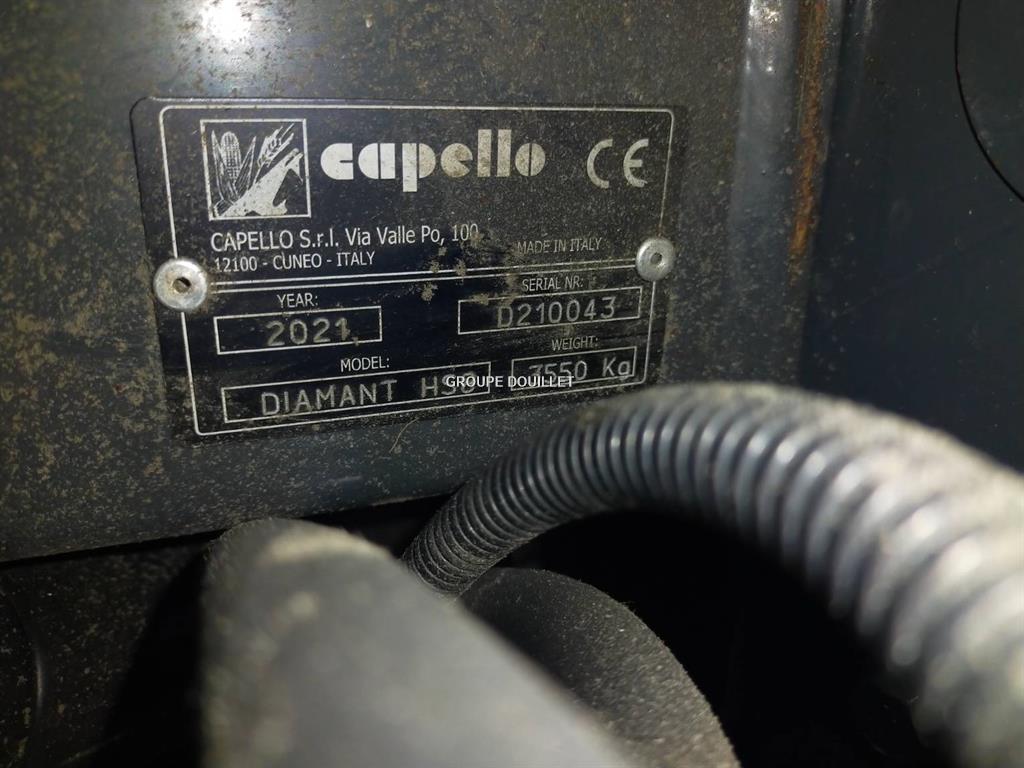 capello CE
CAPELLO S.r.l. Via Valle Po, 100
12100 - CUNEO - ITALY
MADE IN ITALY
YEAR:
2021
SERIAL NR:
D210043
MODEL:
DIAMANT
WEIGHT:
3550 Kg
GROUPE DOUILLET